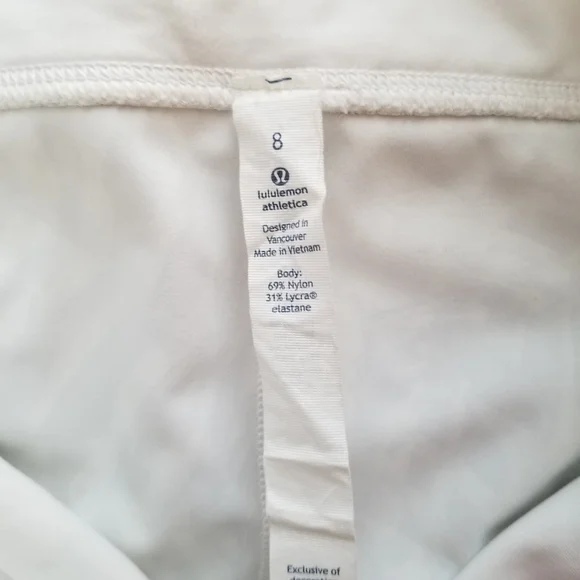 8
lululemon
athletica
Designed in
Vancouver
Made in Vietnam
Body:
69% Nylon
31% Lycra®
elastane
Exclusive of